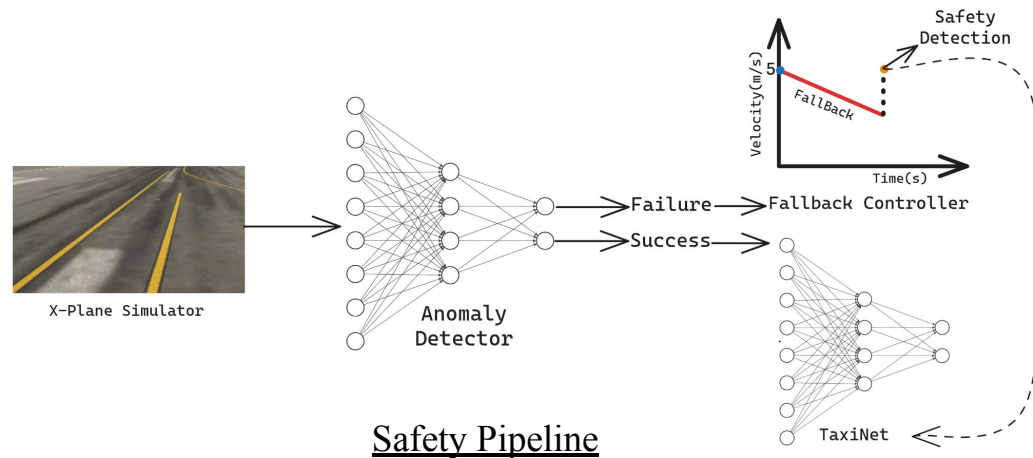 Safety
Detection
5
Velocity(m/s)
FallBack
Time(s)
Failure
Fallback Controller
Success
X-Plane Simulator
Anomaly
Detector
TaxiNet
Safety Pipeline